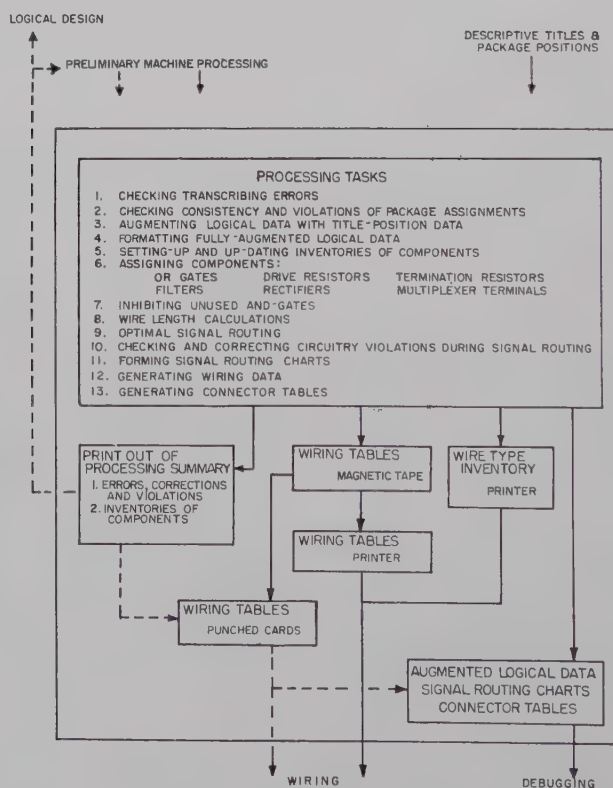 LOGICAL DESIGN
DESCRIPTIVE TITLES &
PACKAGE POSITIONS
PRELIMINARY MACHINE PROCESSING
PROCESSING TASKS
1. CHECKING TRANSCRIBING ERRORS
2. CHECKING CONSISTENCY AND VIOLATIONS OF PACKAGE ASSIGNMENTS
3. AUGMENTING LOGICAL DATA WITH TITLE-POSITION DATA
4. FORMATTING FULLY-AUGMENTED LOGICAL DATA
5. SETTING-UP AND UP-DATING INVENTORIES OF COMPONENTS
6. ASSIGNING COMPONENTS:
OR GATES DRIVE RESISTORS TERMINATION RESISTORS
FILTERS RECTIFIERS MULTIPLEXER TERMINALS
7. INHIBITING UNUSED AND-GATES
8. WIRE LENGTH CALCULATIONS
9. OPTIMAL SIGNAL ROUTING
10. CHECKING AND CORRECTING CIRCUITRY VIOLATIONS DURING SIGNAL ROUTING
11. FORMING SIGNAL ROUTING CHARTS
12. GENERATING WIRING DATA
13. GENERATING CONNECTOR TABLES
PRINT OUT OF
PROCESSING SUMMARY
1. ERRORS, CORRECTIONS
AND VIOLATIONS
2. INVENTORIES OF
COMPONENTS
WIRING TABLES
MAGNETIC TAPE
WIRE TYPE
INVENTORY
PRINTER
WIRING TABLES
PRINTER
WIRING TABLES
PUNCHED CARDS
AUGMENTED LOGICAL DATA
SIGNAL ROUTING CHARTS
CONNECTOR TABLES
WIRING
DEBUGGING